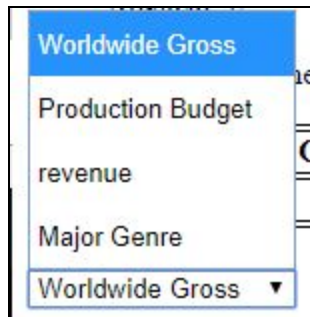 Worldwide Gross
Production Budget
revenue
Major Genre
Worldwide Gross